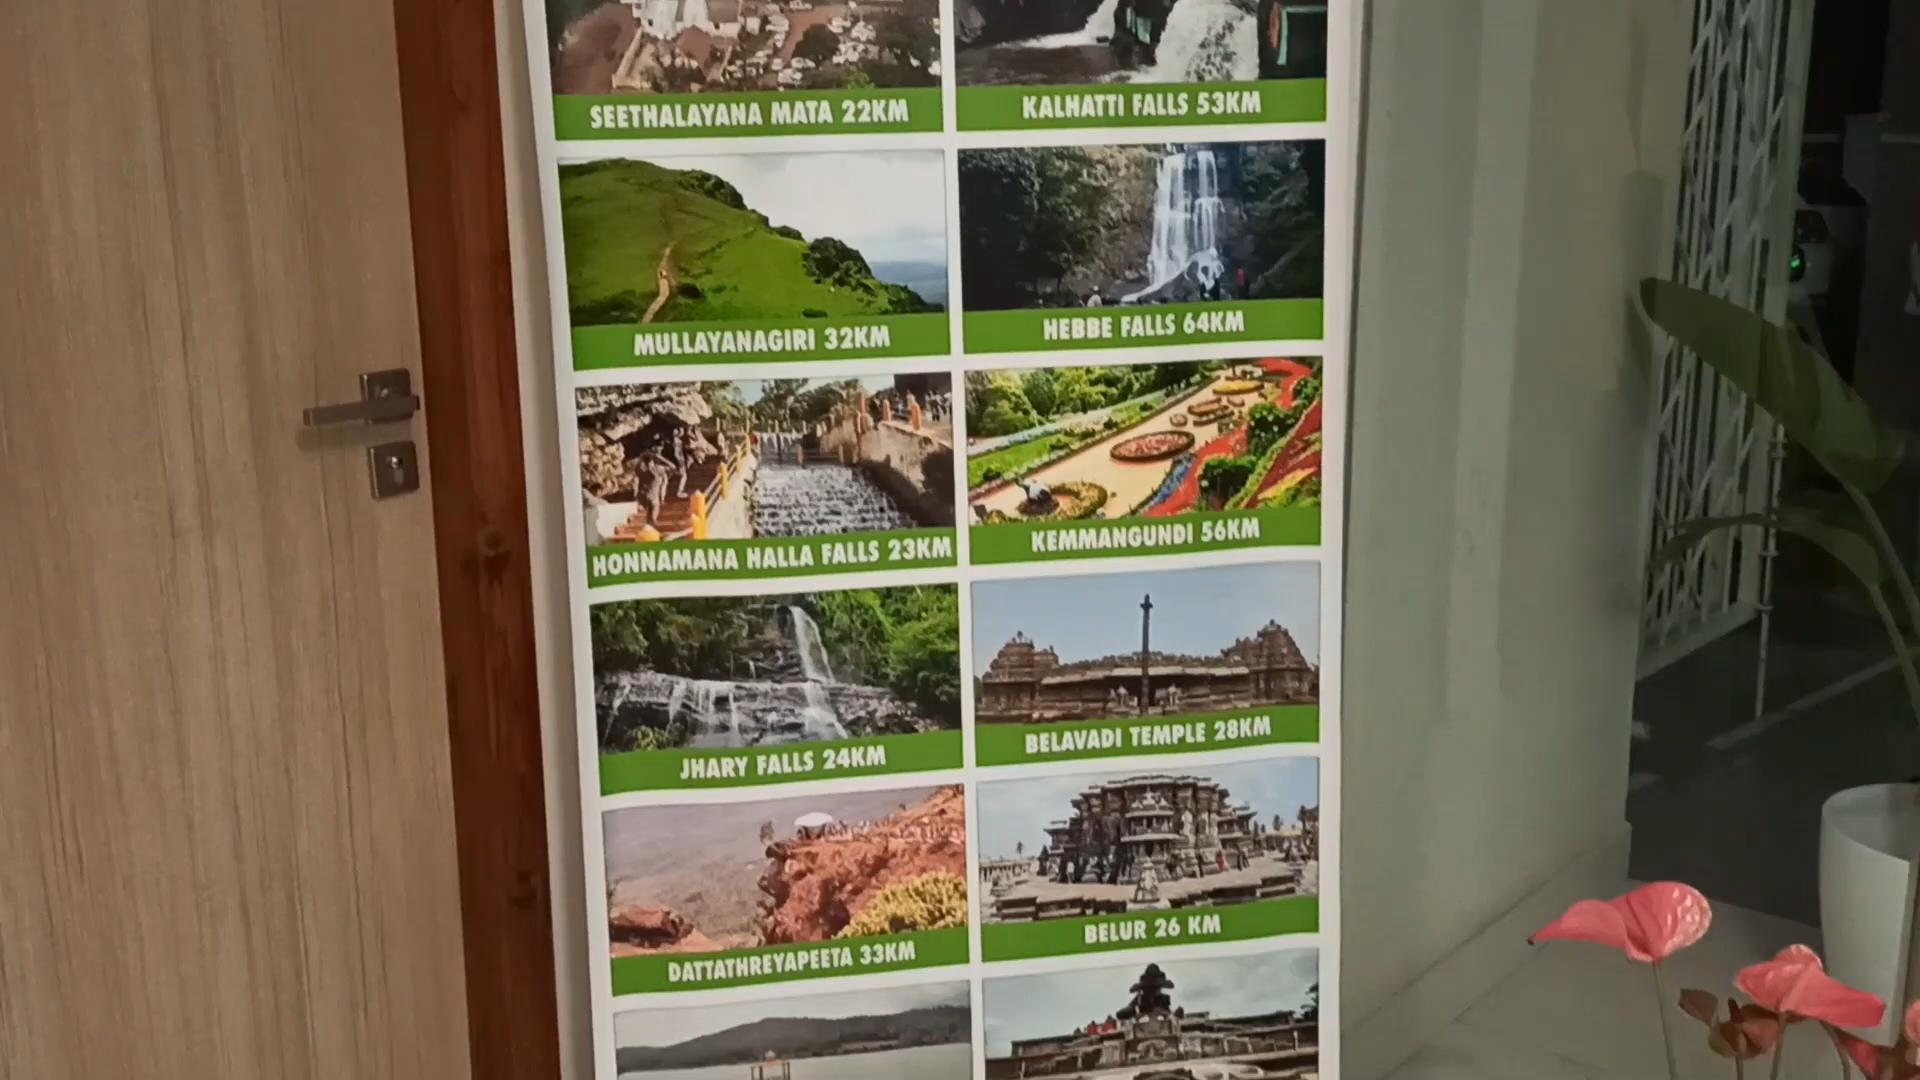 SEETHALAYANA MATA 22KM
KALHATTI FALLS 53KM
MULLAYANAGIRI 32KM
HEBBE FALLS 64KM
HONNAMANA HALLA FALLS 23KM
KEMMANGUNDI 56KM
JHARY FALLS 24KM
BELAVADI TEMPLE 28KM
DATTATHREYAPEETA 33KM
BELUR 26 KM